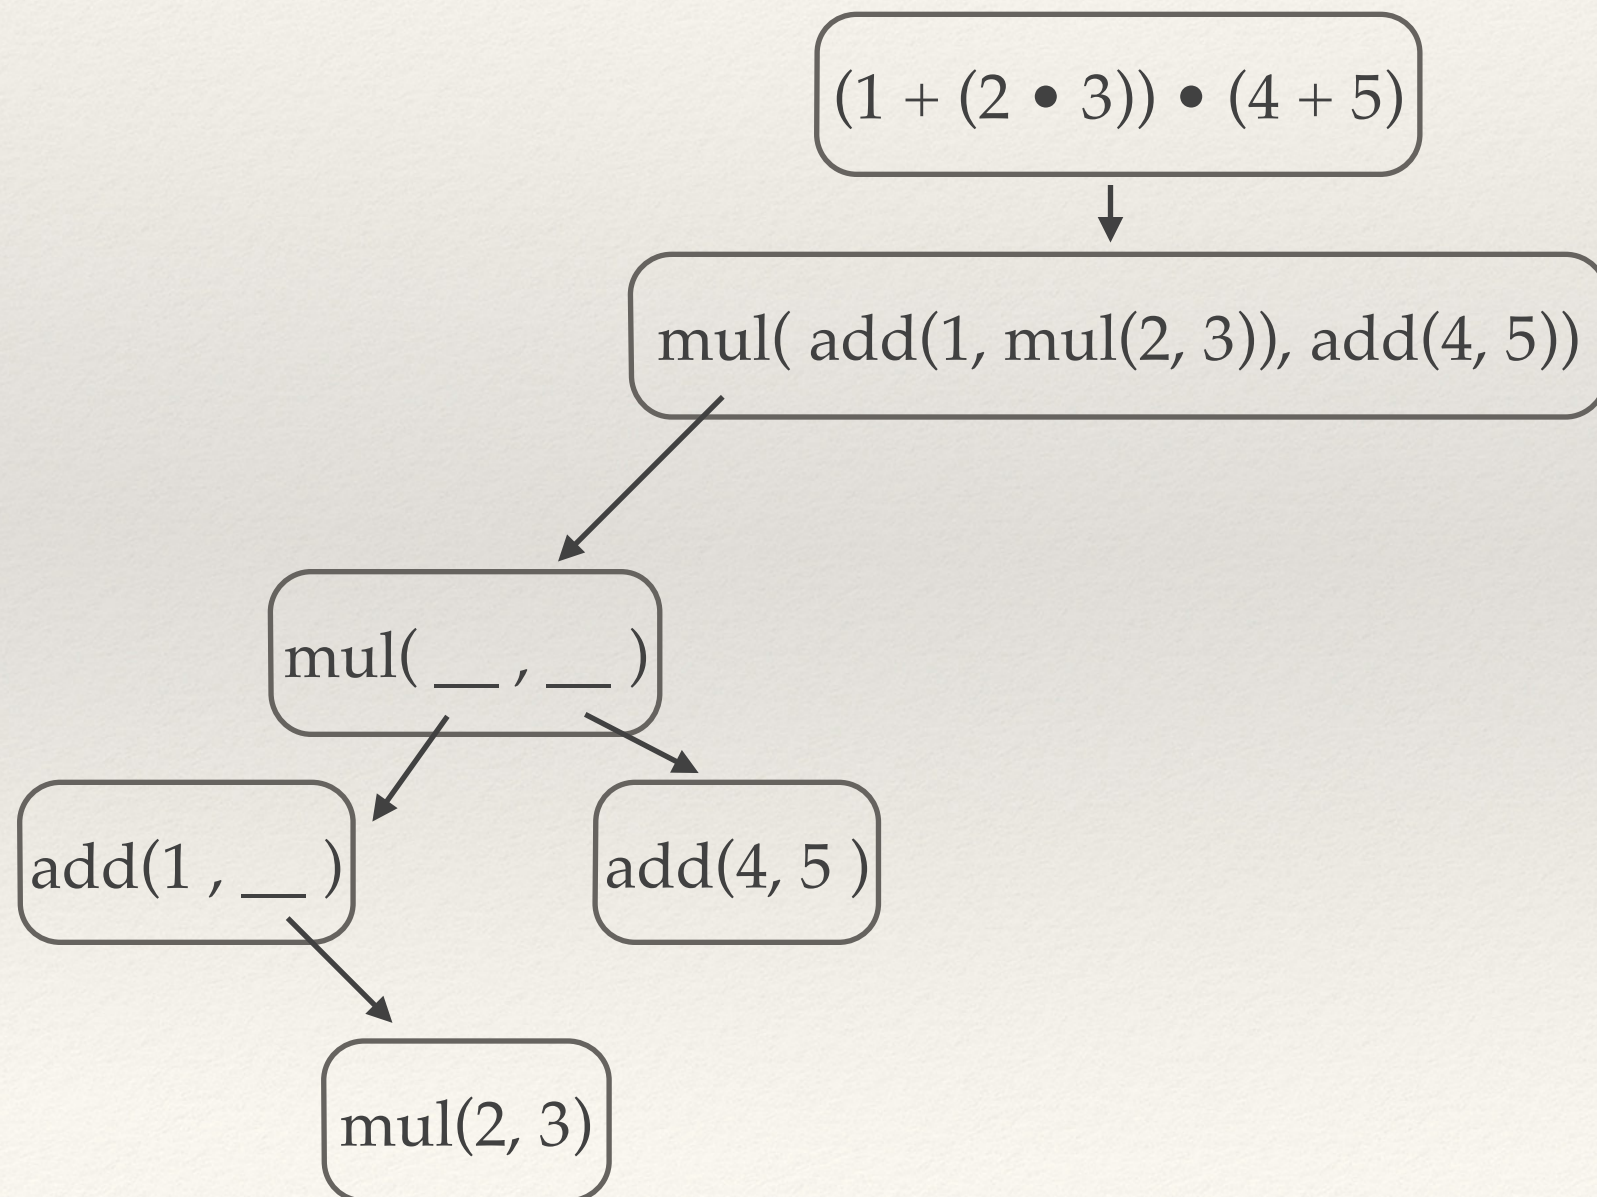 (1 + (2 • 3)) • (4 + 5)
mul( add(1, mul(2, 3)), add(4, 5))
mul( __ , __ )
add(1 , __ )
add(4, 5 )
mul(2, 3)